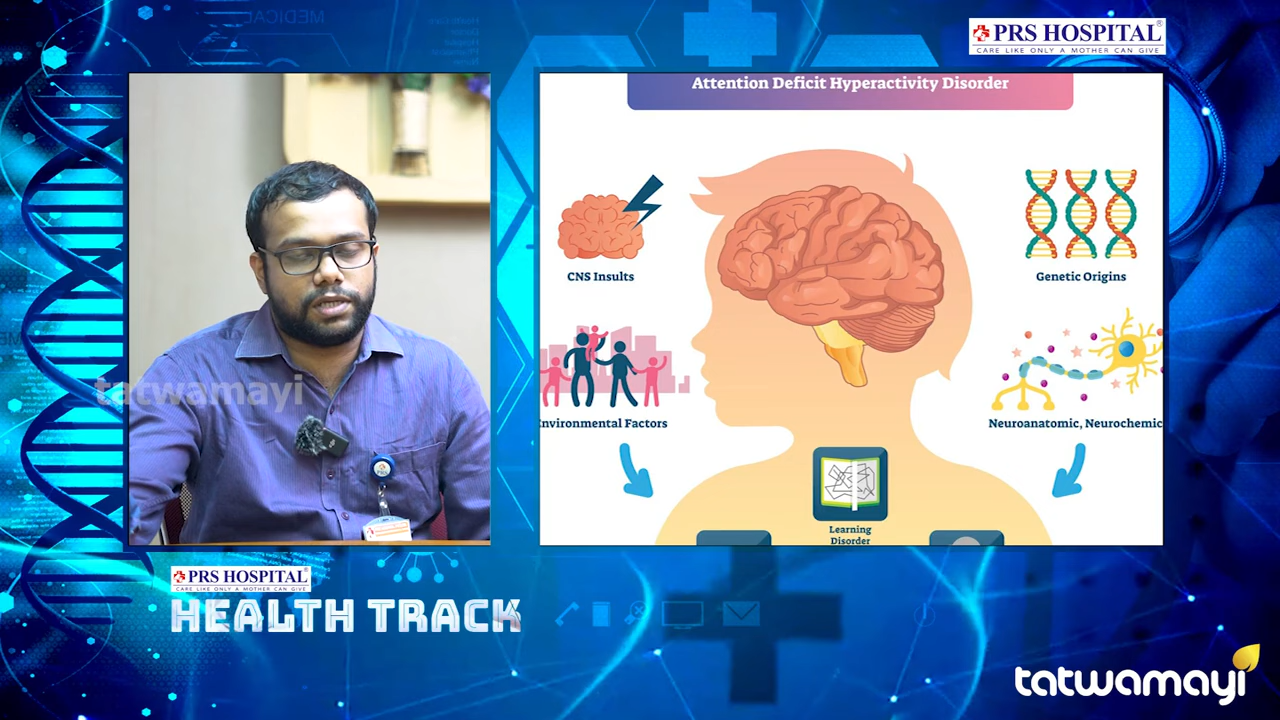 PRS HOSPITAL®
CARE LIKE ONLY A MOTHER CAN GIVE
Attention Deficit Hyperactivity Disorder
CNS Insults
Genetic Origins
Environmental Factors
Neuroanatomic, Neurochemic
Learning
Disorder
tatwamayi
PRS HOSPITAL®
CARE LIKE ONLY A MOTHER CAN GIVE
HEALTH TRACK
tatwamayi